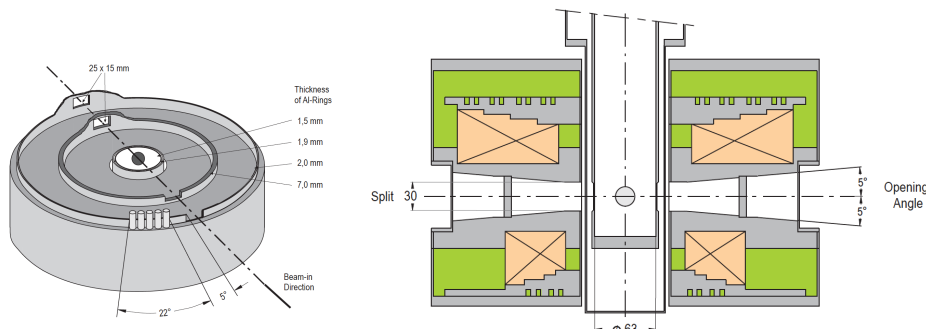 25 x 15 mm
Thickness
of Al-Rings
1,5 mm
1,9 mm
2,0 mm
7,0 mm
Beam-in
Direction
5°
22°
Split
30
5°
5°
Opening
Angle
Φ 63